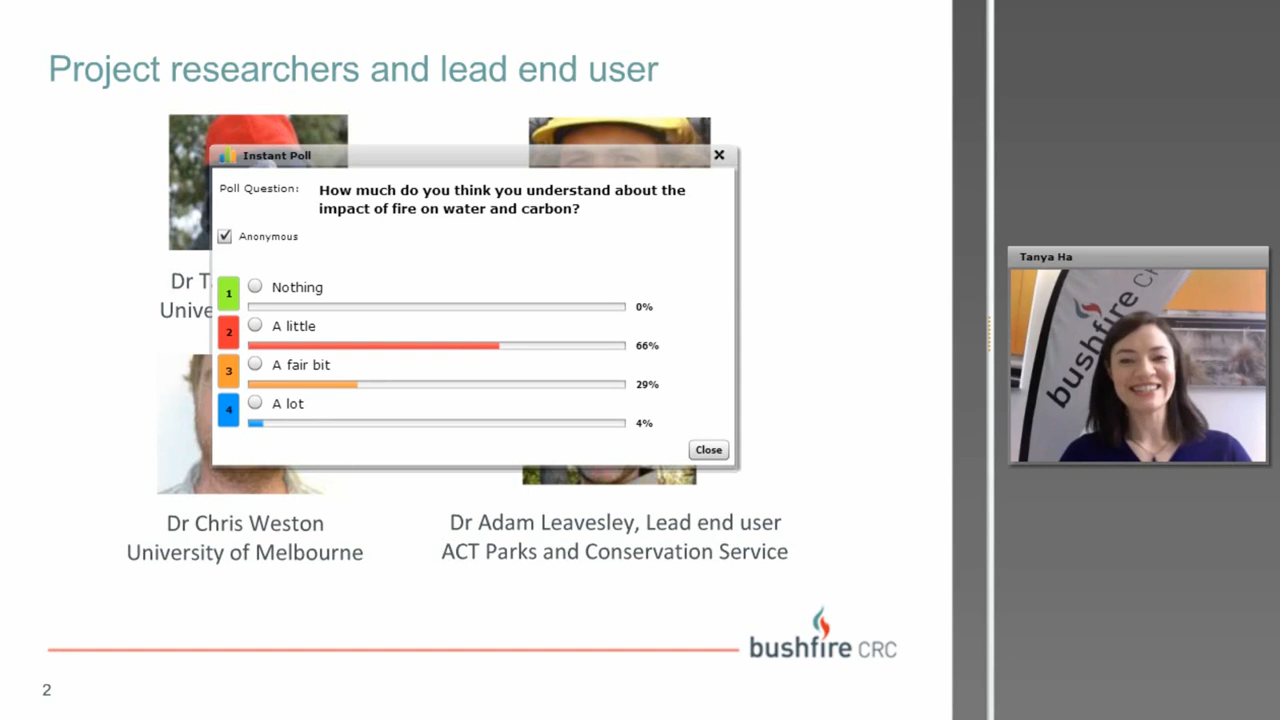 Project researchers and lead end user
Instant Poll
Poll Question:
How much do you think you understand about the
impact of fire on water and carbon?
Anonymous
1
Nothing
0%
2
A little
66%
3
A fair bit
29%
4
A lot
4%
Close
Dr T
Unive
Dr Chris Weston
University of Melbourne
Dr Adam Leavesley, Lead end user
ACT Parks and Conservation Service
bushfire CRC
2
Tanya Ha
bushfire CR